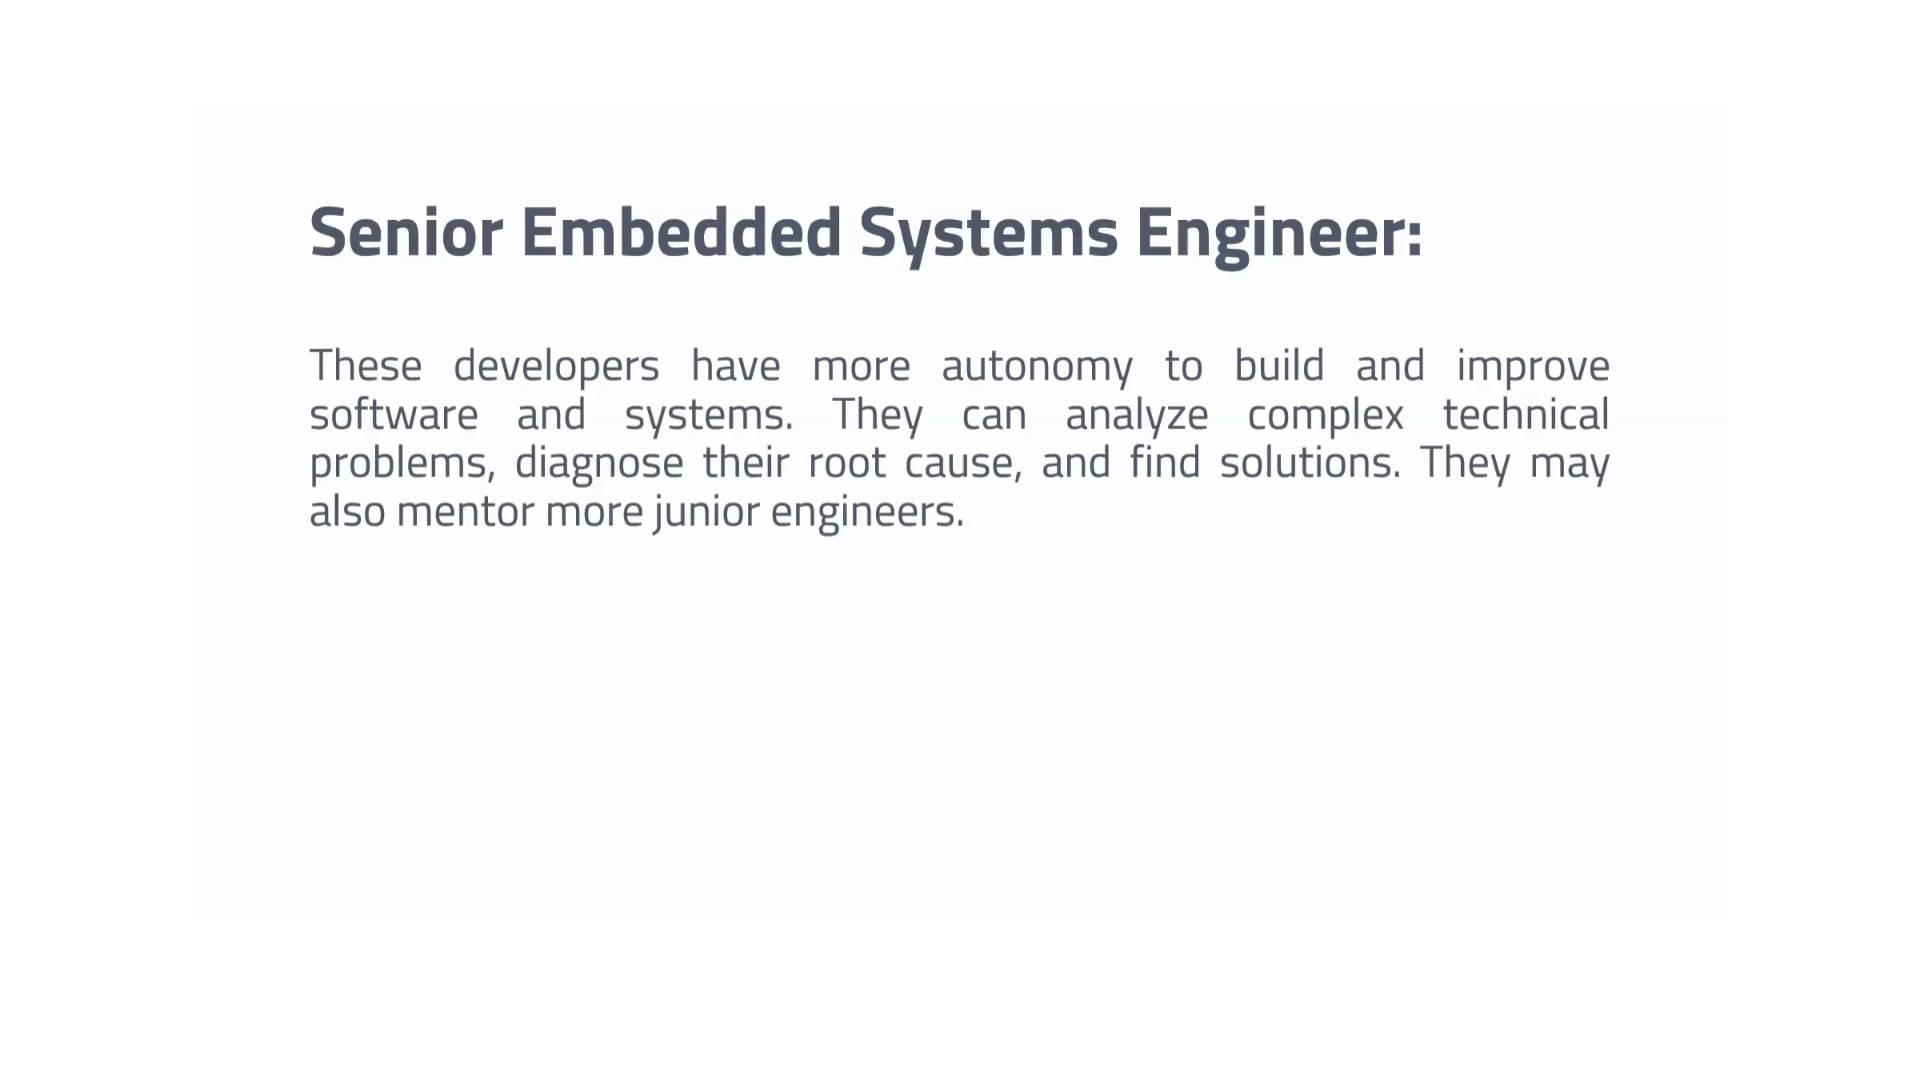 Senior Embedded Systems Engineer:
These developers have more autonomy to build and improve
software and systems. They can analyze complex technical
problems, diagnose their root cause, and find solutions. They may
also mentor more junior engineers.